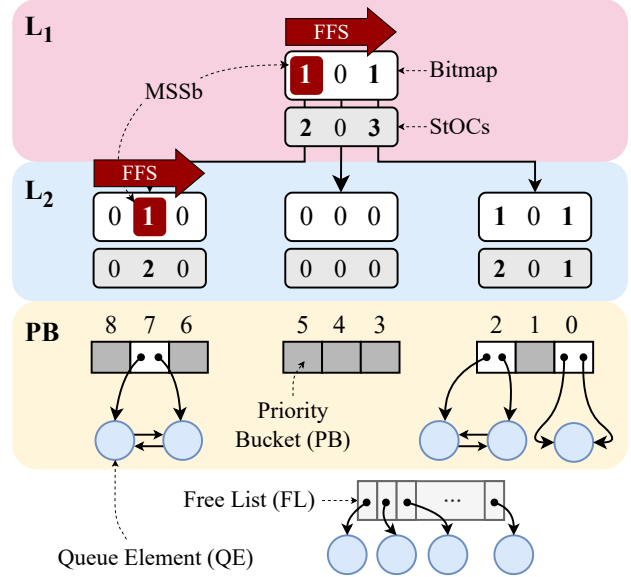 L1
FFS
1 0 1
Bitmap
MSSb
2 0 3
StOCs
FFS
L2
0 1 0
0 0 0
1 0 1
0 2 0
0 0 0
2 0 1
PB
8 7 6
5 4 3
2 1 0
Priority
Bucket (PB)
Free List (FL)
...
Queue Element (QE)